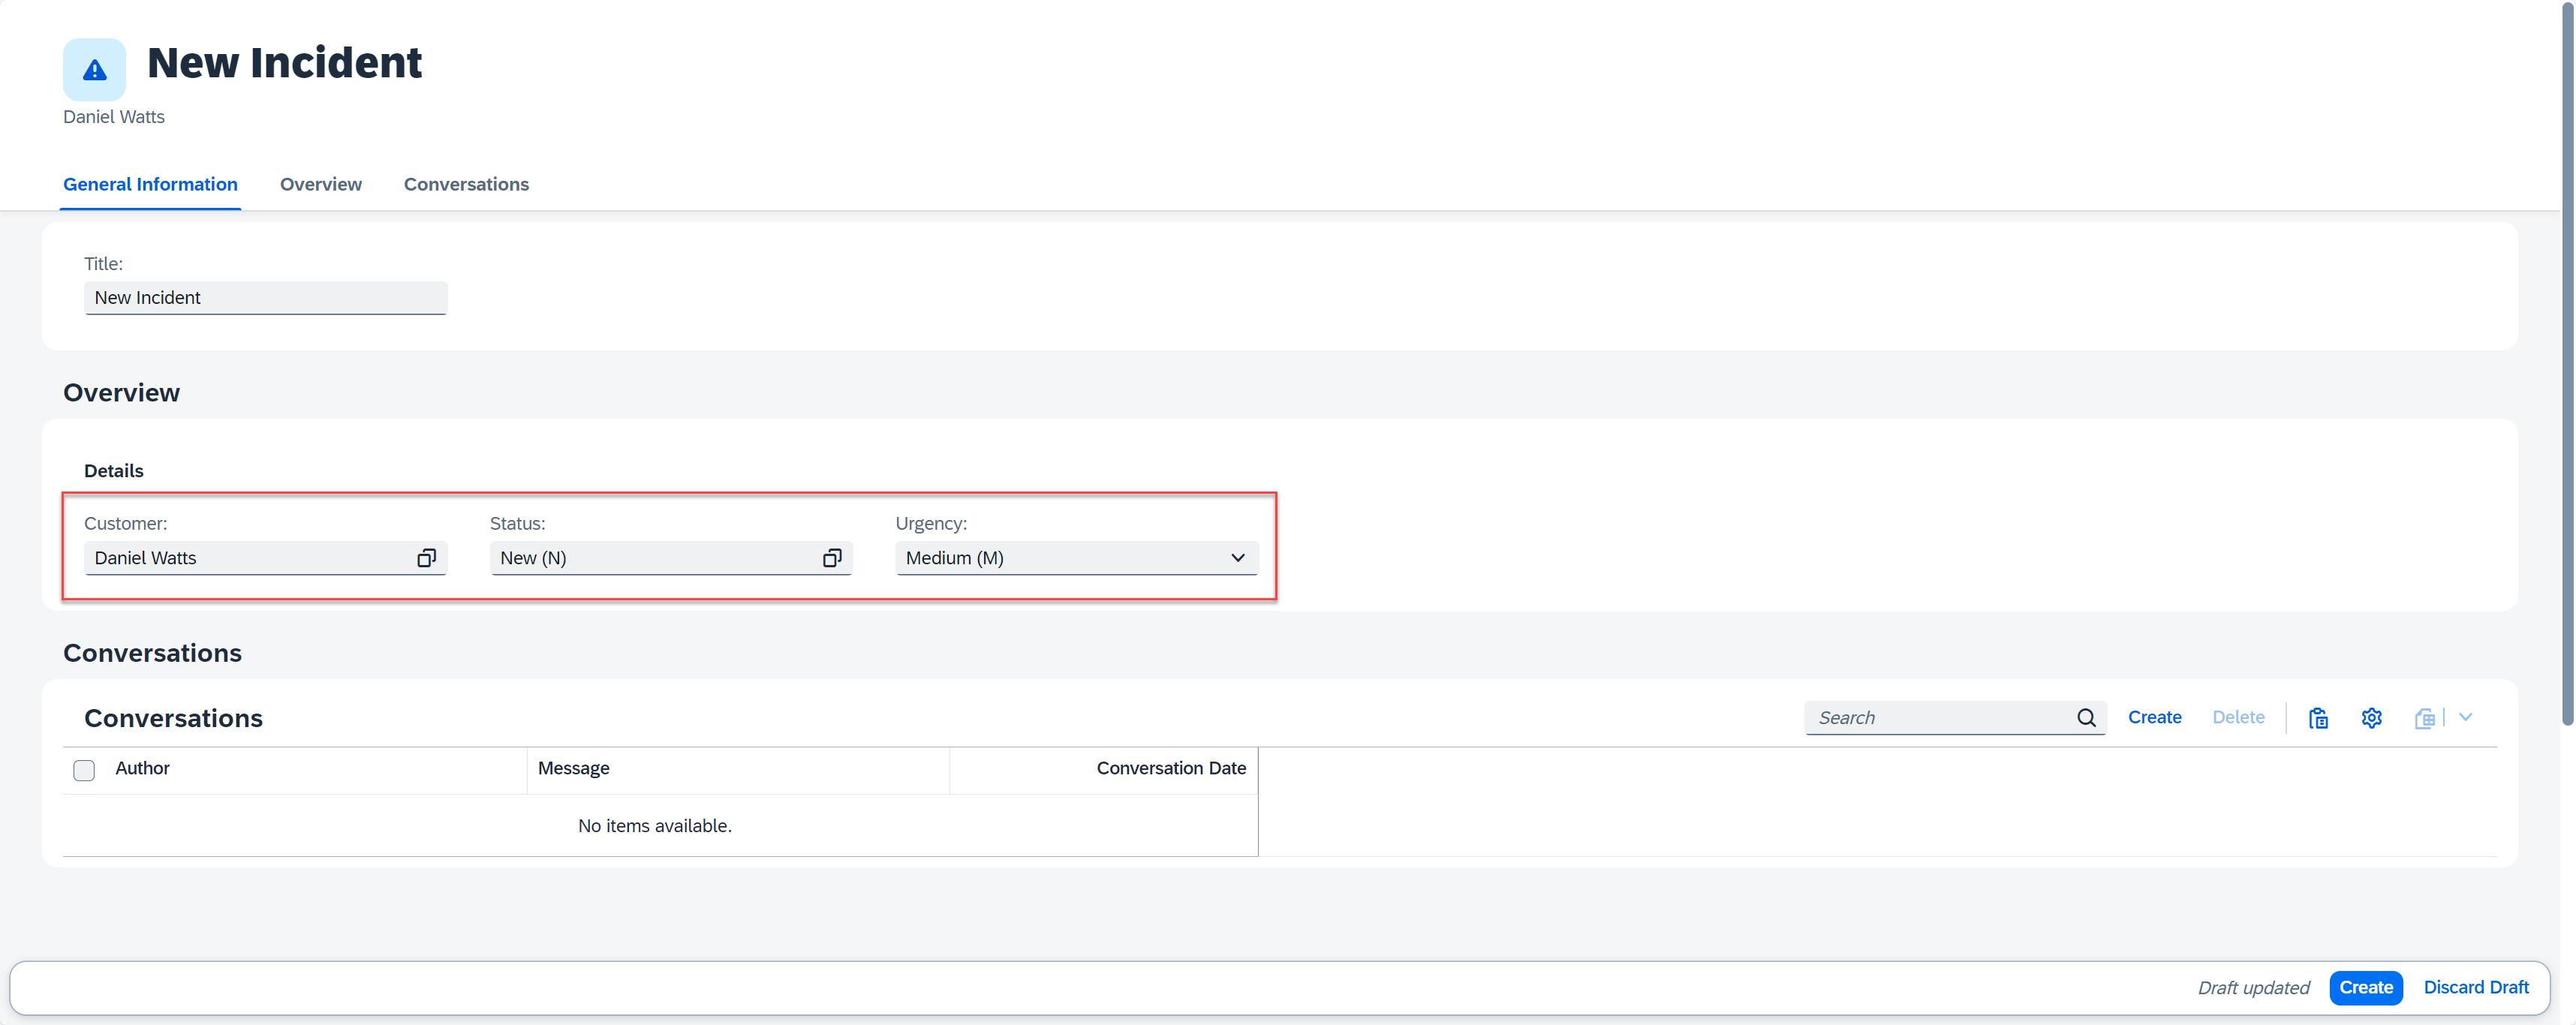 New Incident
Daniel Watts
General Information Overview Conversations
Title:
New Incident
Overview
Details
Customer: Status: Urgency:
Daniel Watts New (N) Medium (M)
Conversations
Conversations Search Create Delete
Author Message Conversation Date
No items available.
Draft updated Create Discard Draft